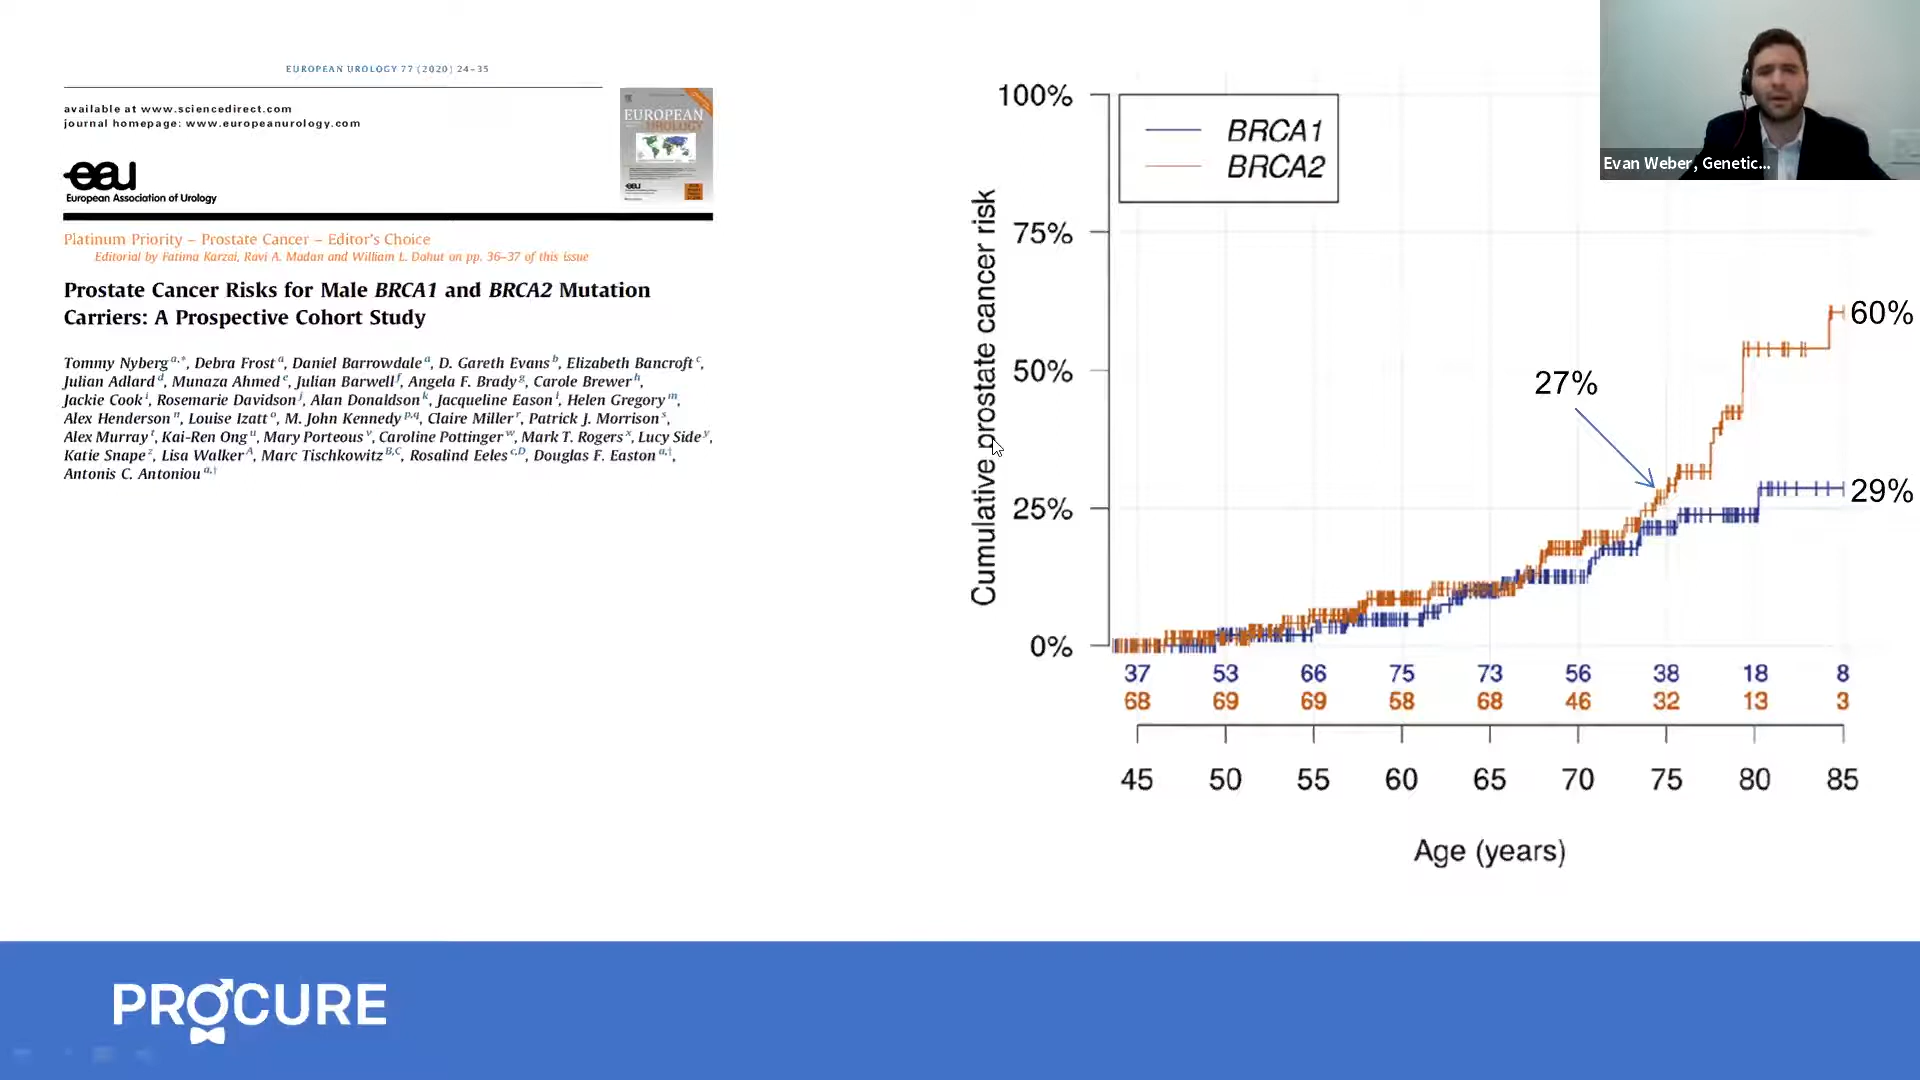 EUROPEAN UROLOGY 77 (2020) 24–35
available at www.sciencedirect.com
journal homepage: www.europeanurology.com
EUROPEAN
UROLOGY
eau
European Association of Urology
Platinum Priority – Prostate Cancer – Editor's Choice
Editorial by Fatima Karzai, Ravi A. Madan and William L. Dahut on pp. 36–37 of this issue
Prostate Cancer Risks for Male BRCA1 and BRCA2 Mutation
Carriers: A Prospective Cohort Study
Tommy Nyberg a,*, Debra Frost a, Daniel Barrowdale a, D. Gareth Evans b, Elizabeth Bancroft c,
Julian Adlard d, Munaza Ahmed e, Julian Barwell f, Angela F. Brady g, Carole Brewer h,
Jackie Cook i, Rosemarie Davidson j, Alan Donaldson k, Jacqueline Eason l, Helen Gregory m,
Alex Henderson n, Louise Izatt o, M. John Kennedy p,q, Claire Miller r, Patrick J. Morrison s,
Alex Murray t, Kai-Ren Ong u, Mary Porteous v, Caroline Pottinger w, Mark T. Rogers x, Lucy Side y,
Katie Snape z, Lisa Walker A, Marc Tischkowitz B,C, Rosalind Eeles c,D, Douglas F. Easton a,†,
Antonis C. Antoniou a,†
Cumulative prostate cancer risk
100%
75%
50%
25%
0%
BRCA1
BRCA2
27%
60%
29%
37 53 66 75 73 56 38 18 8
68 69 69 58 68 46 32 13 3
45 50 55 60 65 70 75 80 85
Age (years)
Evan Weber, Genetic...
PROCURE